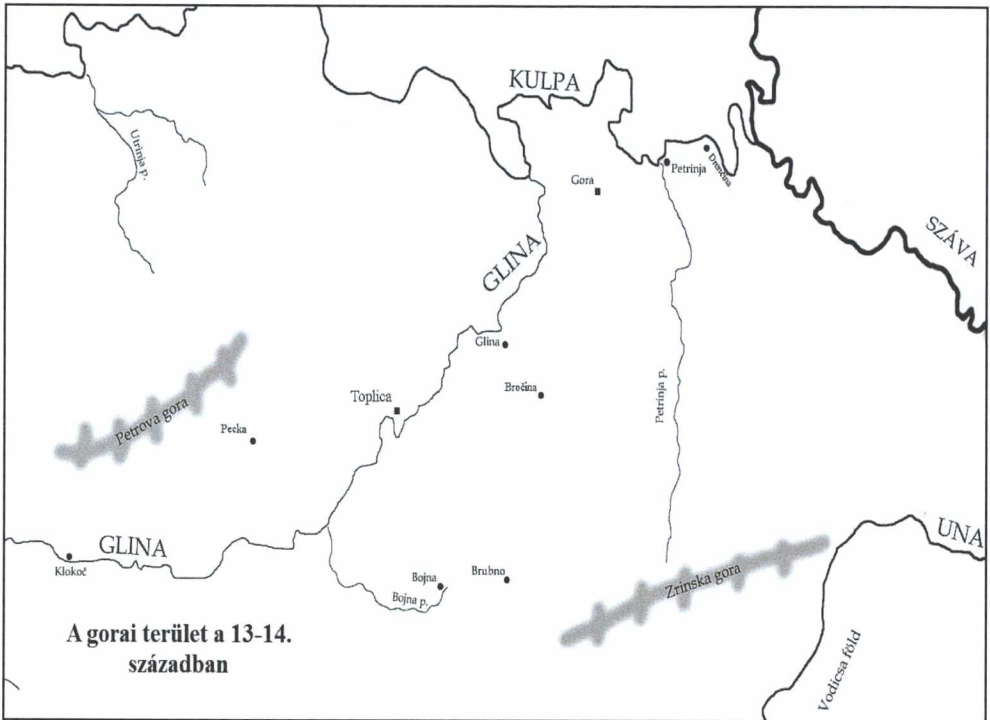 KULPA
Utinja p.
Petrinja
Drenčina
Gora
SZÁVA
GLINA
Glina
Brečina
Petrinja p.
Toplica
Petrova gora
Pecka
GLINA
Klokoč
UNA
Zrinska gora
Bojna
Brubno
Bojna p.
Vodicsa föld
A gorai terület a 13-14.
században